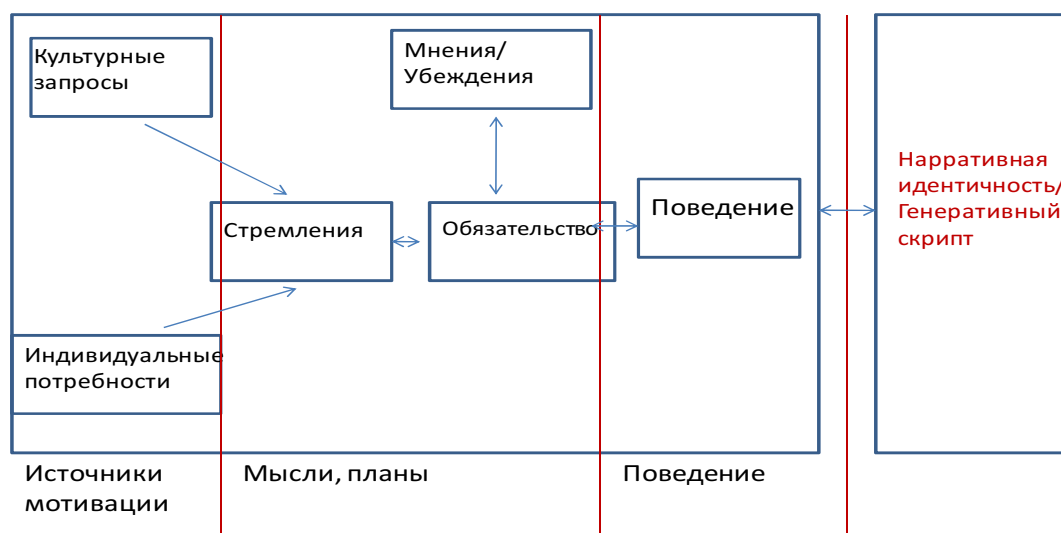 Культурные
запросы
Мнения/
Убеждения
Стремления
Обязательство
Поведение
Индивидуальные
потребности
Нарративная
идентичность/
Генеративный
скрипт
Источники
мотивации
Мысли, планы
Поведение